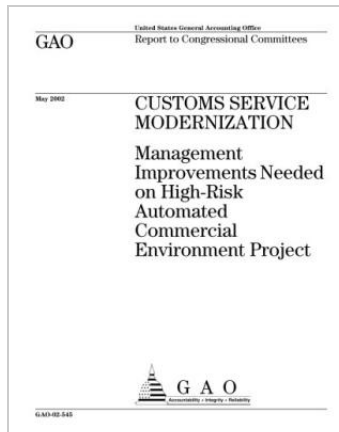 United States General Accounting Office
GAO
Report to Congressional Committees
May 2002
CUSTOMS SERVICE
MODERNIZATION
Management
Improvements Needed
on High-Risk
Automated
Commercial
Environment Project
G A O
Accountability * Integrity * Reliability
GAO-02-545